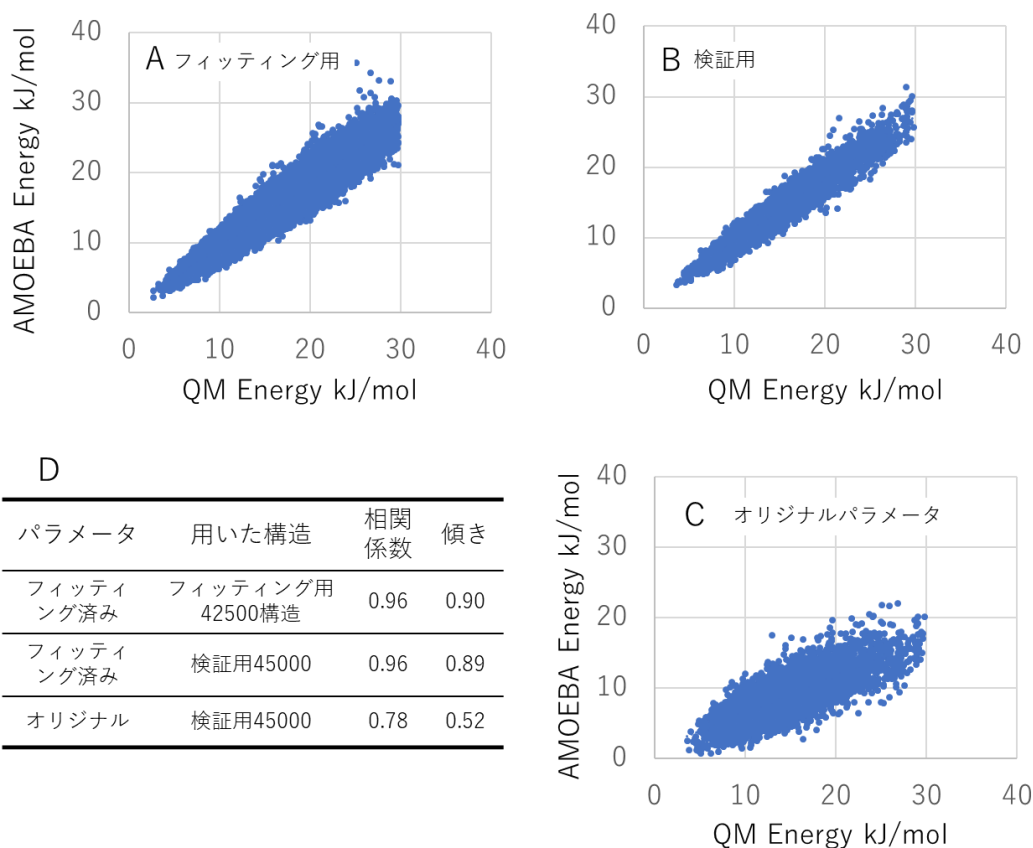 A フィッティング用
AMOEBA Energy kJ/mol
40
30
20
10
0
0 10 20 30 40
QM Energy kJ/mol
B 検証用
40
30
20
10
0
0 10 20 30 40
QM Energy kJ/mol
D
パラメータ 用いた構造 相関係数 傾き
フィッティング済み フィッティング用42500構造 0.96 0.90
フィッティング済み 検証用45000 0.96 0.89
オリジナル 検証用45000 0.78 0.52
C オリジナルパラメータ
AMOEBA Energy kJ/mol
40
30
20
10
0
0 10 20 30 40
QM Energy kJ/mol